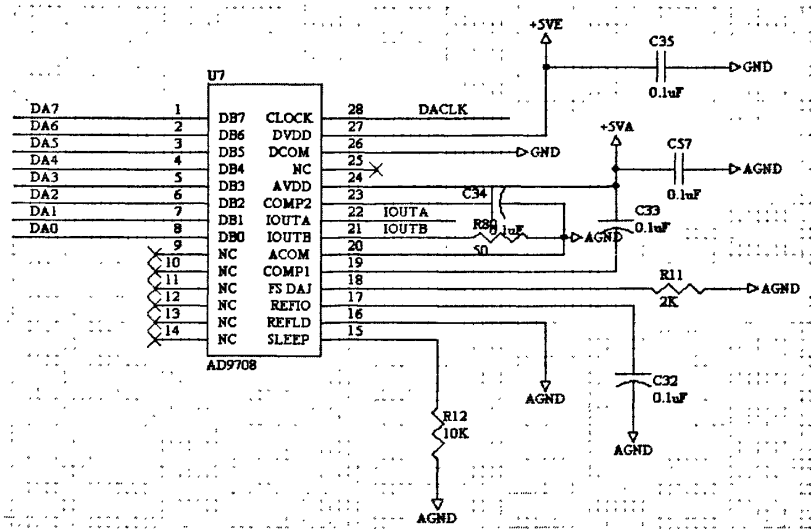 +5VE
C35
GND
0.1uF
U7
DA7 1 DB7 CLOCK 28 DACLK
DA6 2 DB6 DVDD 27
DA5 3 DB5 DCOM 26 GND
DA4 4 DB4 NC 25
DA3 5 DB3 AVDD 24
DA2 6 DB2 COMP2 23
DA1 7 DB1 IOUTA 22 IOUTA
DA0 8 DB0 IOUTB 21 IOUTB
9 NC ACOM 20
10 NC COMP1 19
11 NC FS DAJ 18
12 NC REFIO 17
13 NC REFLD 16
14 NC SLEEP 15
AD9708
+5VA
C57
AGND
0.1uF
C34
0.1uF
50
AGND
C33
0.1uF
R11
2K
AGND
AGND
C32
0.1uF
AGND
R12
10K
AGND